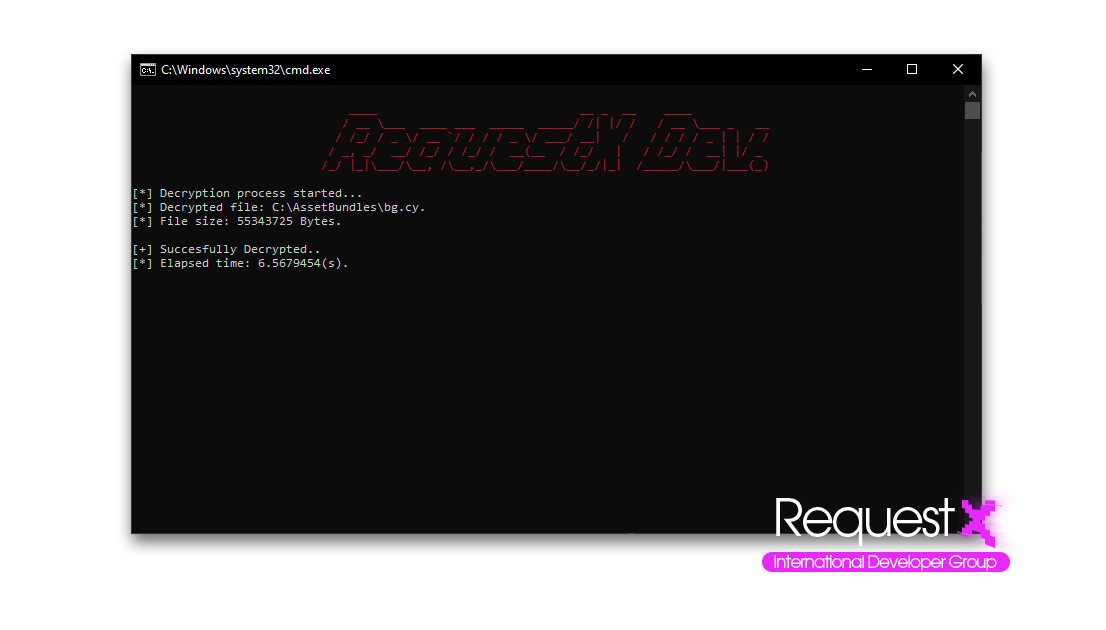 C:\Windows\system32\cmd.exe
RequestX Dev.
[*] Decryption process started...
[*] Decrypted file: C:\AssetBundles\bg.cy.
[*] File size: 55343725 Bytes.
[+] Succesfully Decrypted..
[*] Elapsed time: 6.5679454(s).
RequestX
International Developer Group